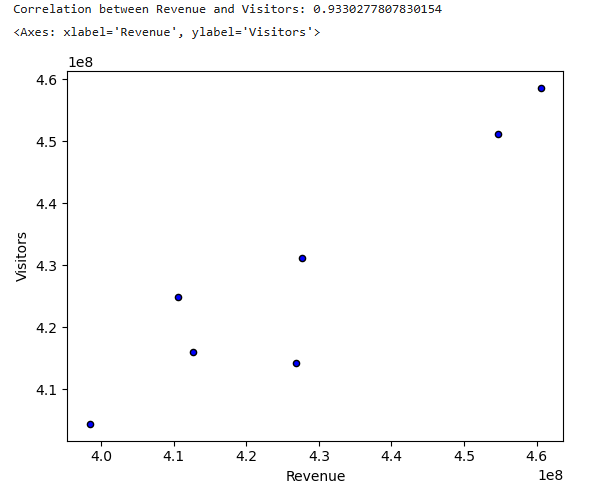 Correlation between Revenue and Visitors: 0.9330277807830154
<Axes: xlabel='Revenue', ylabel='Visitors'>
1e8
4.6
4.5
4.4
4.3
4.2
4.1
Visitors
4.0 4.1 4.2 4.3 4.4 4.5 4.6
1e8
Revenue